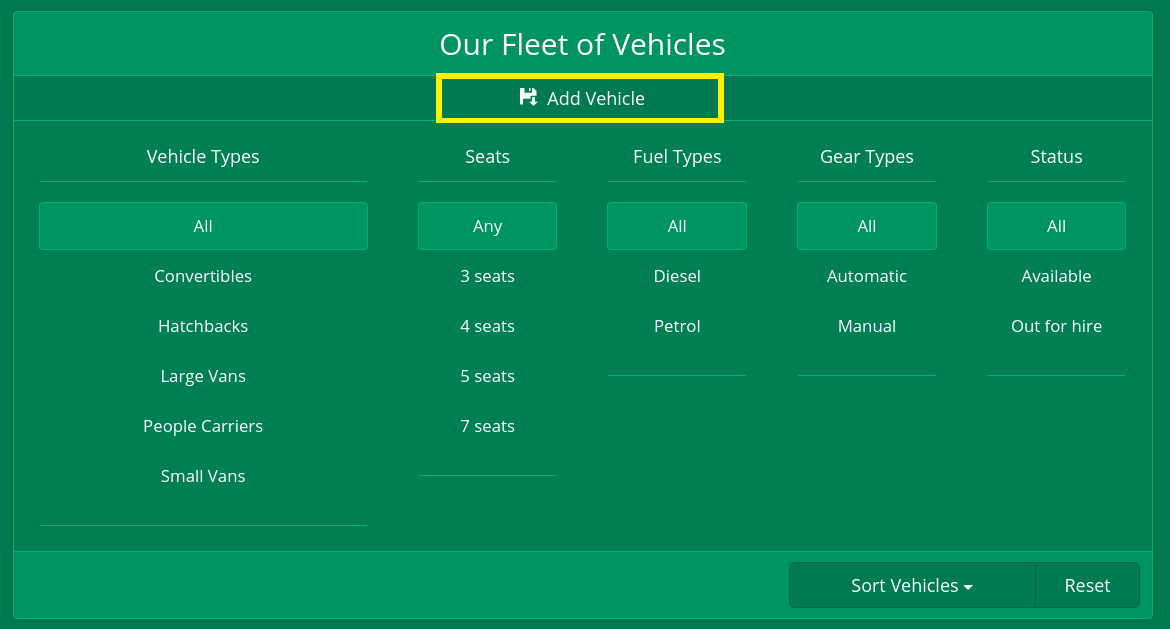 Our Fleet of Vehicles
Add Vehicle
Vehicle Types
All
Convertibles
Hatchbacks
Large Vans
People Carriers
Small Vans
Seats
Any
3 seats
4 seats
5 seats
7 seats
Fuel Types
All
Diesel
Petrol
Gear Types
All
Automatic
Manual
Status
All
Available
Out for hire
Sort Vehicles
Reset